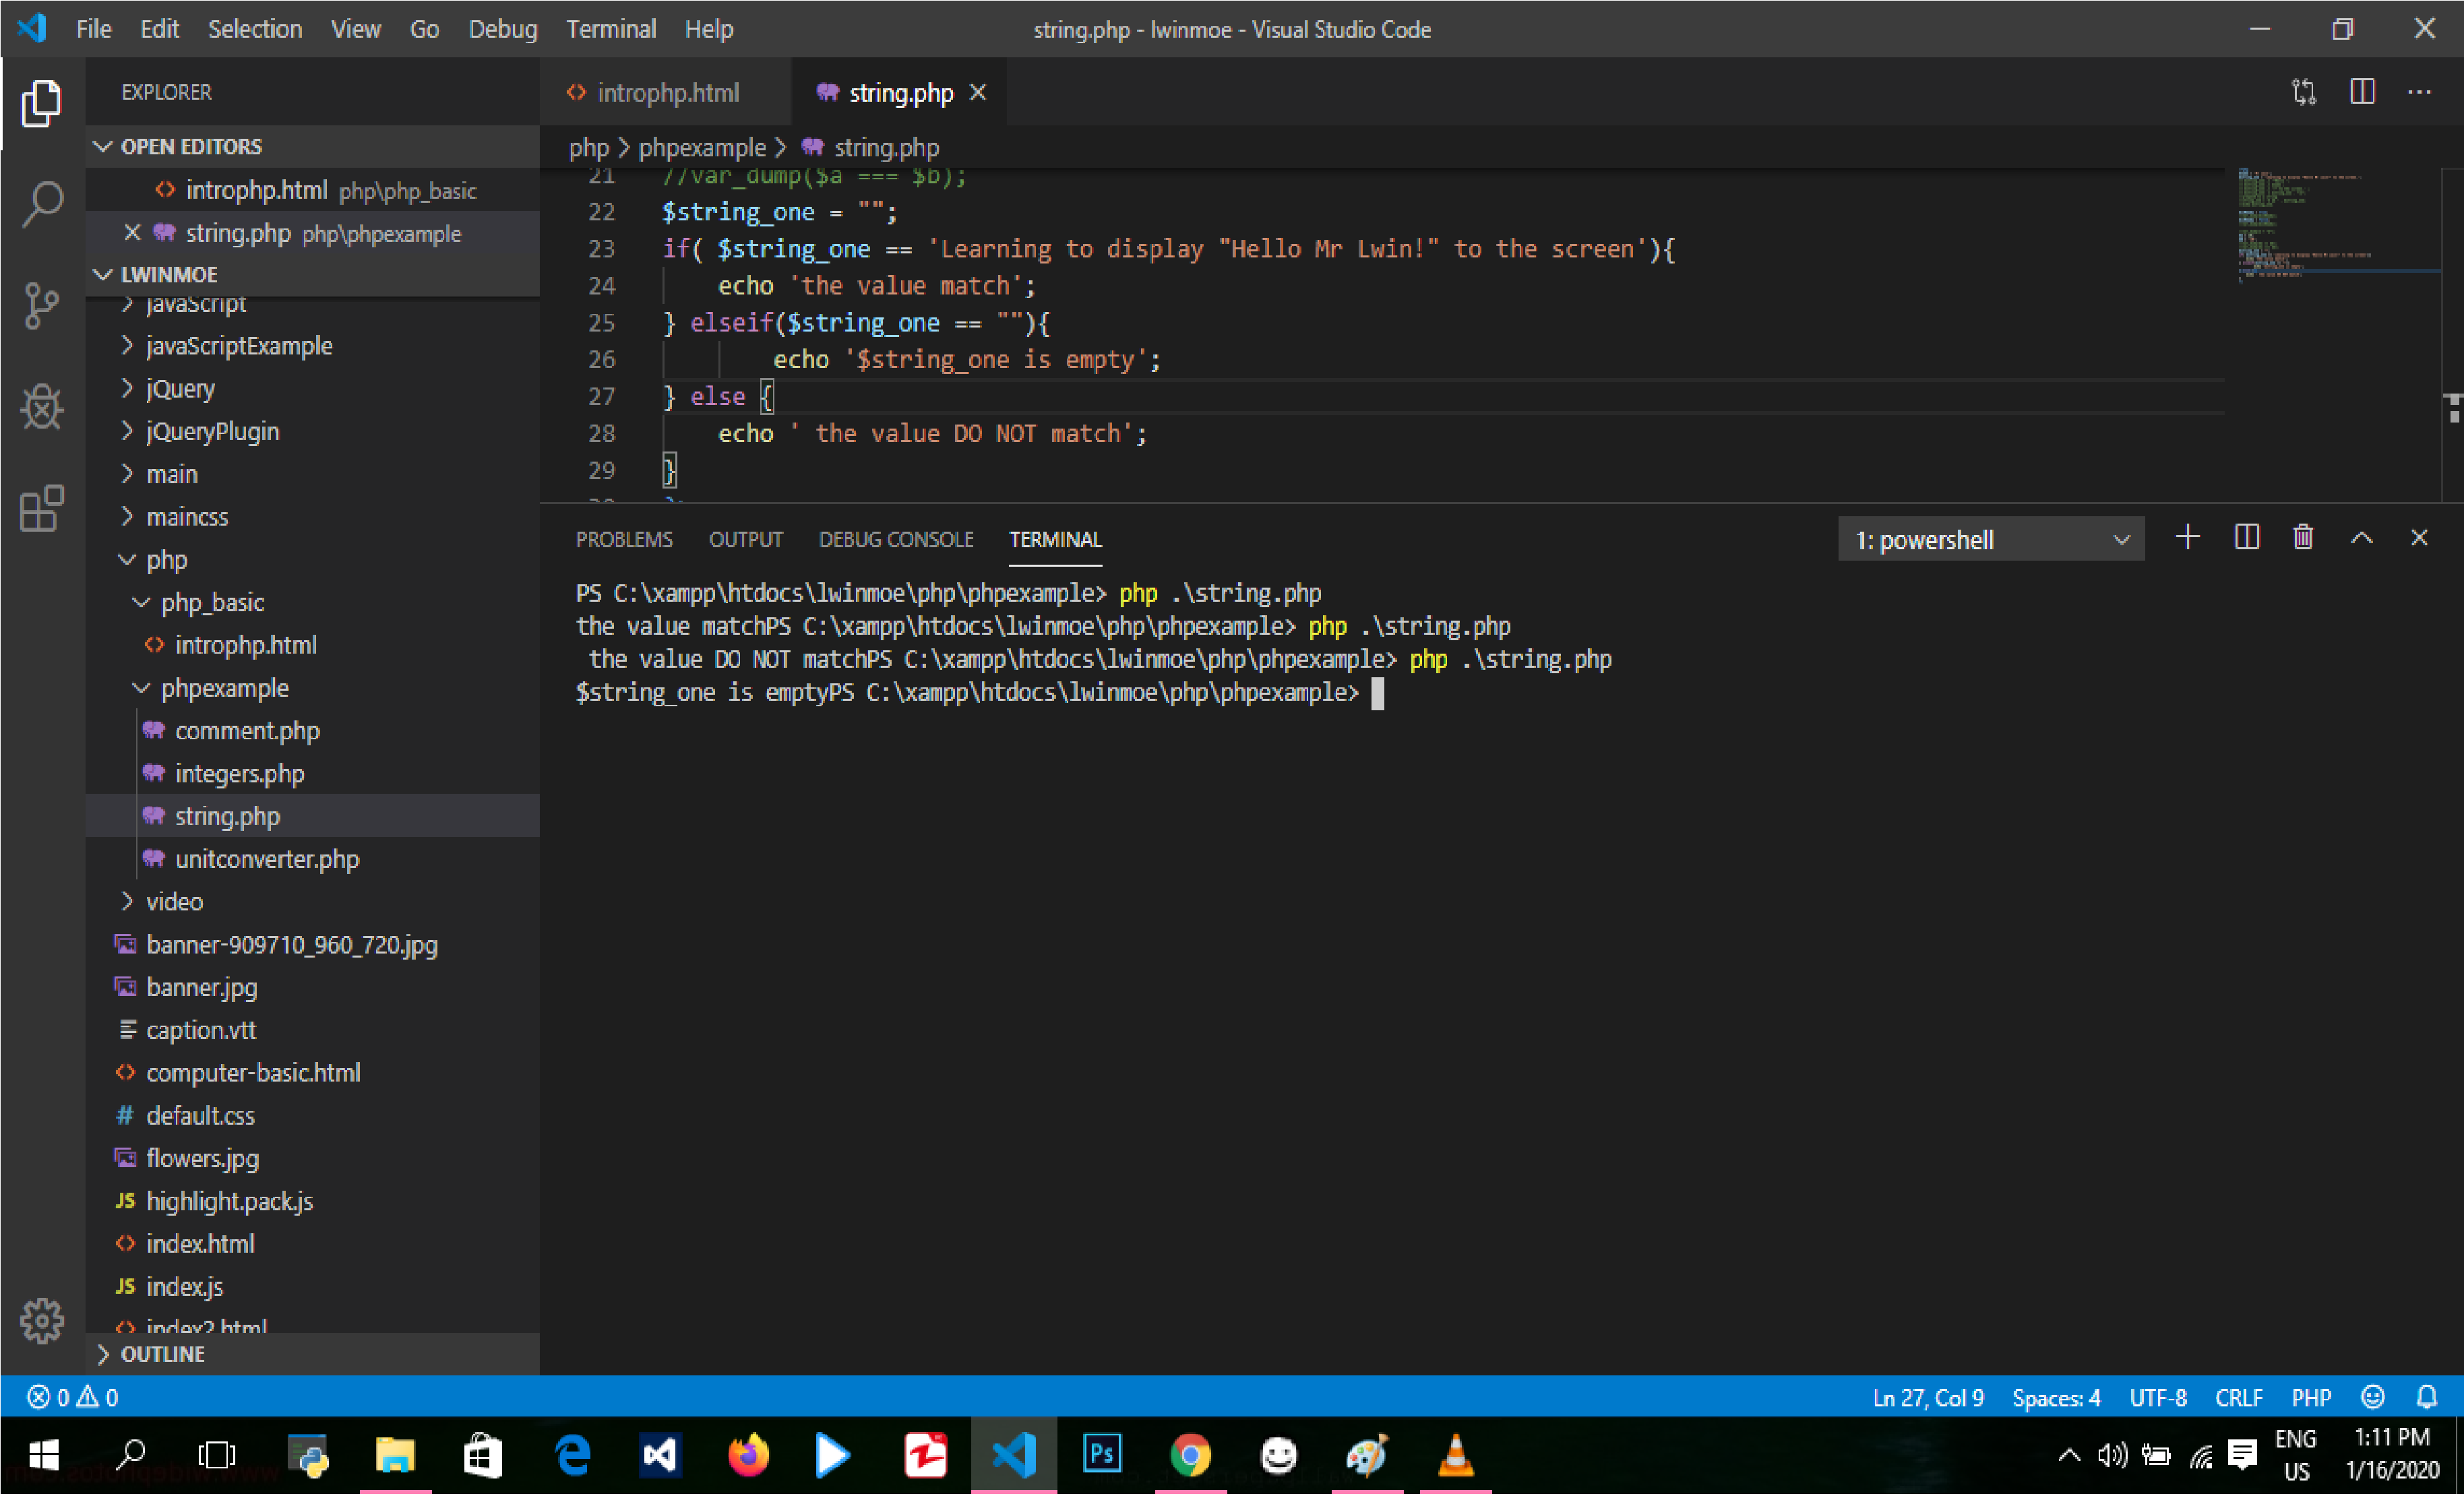 File Edit Selection View Go Debug Terminal Help
string.php - lwinmoe - Visual Studio Code
EXPLORER
OPEN EDITORS
introphp.html php\php_basic
string.php php\phpexample
LWINMOE
javaScript
javaScriptExample
jQuery
jQueryPlugin
main
maincss
php
php_basic
introphp.html
phpexample
comment.php
integers.php
string.php
unitconverter.php
video
banner-909710_960_720.jpg
banner.jpg
caption.vtt
computer-basic.html
default.css
flowers.jpg
highlight.pack.js
index.html
index.js
index2.html
OUTLINE
introphp.html string.php
php > phpexample > string.php
21 //var_dump($a === $b);
22 $string_one = "";
23 if( $string_one == 'Learning to display "Hello Mr Lwin!" to the screen'){
24 echo 'the value match';
25 } elseif($string_one == ""){
26 echo '$string_one is empty';
27 } else {
28 echo ' the value DO NOT match';
29 }
PROBLEMS OUTPUT DEBUG CONSOLE TERMINAL
1: powershell
PS C:\xampp\htdocs\lwinmoe\php\phpexample> php .\string.php
the value matchPS C:\xampp\htdocs\lwinmoe\php\phpexample> php .\string.php
 the value DO NOT matchPS C:\xampp\htdocs\lwinmoe\php\phpexample> php .\string.php
$string_one is emptyPS C:\xampp\htdocs\lwinmoe\php\phpexample>
0 0
Ln 27, Col 9 Spaces: 4 UTF-8 CRLF PHP
Ps
ENG
US
1:11 PM
1/16/2020